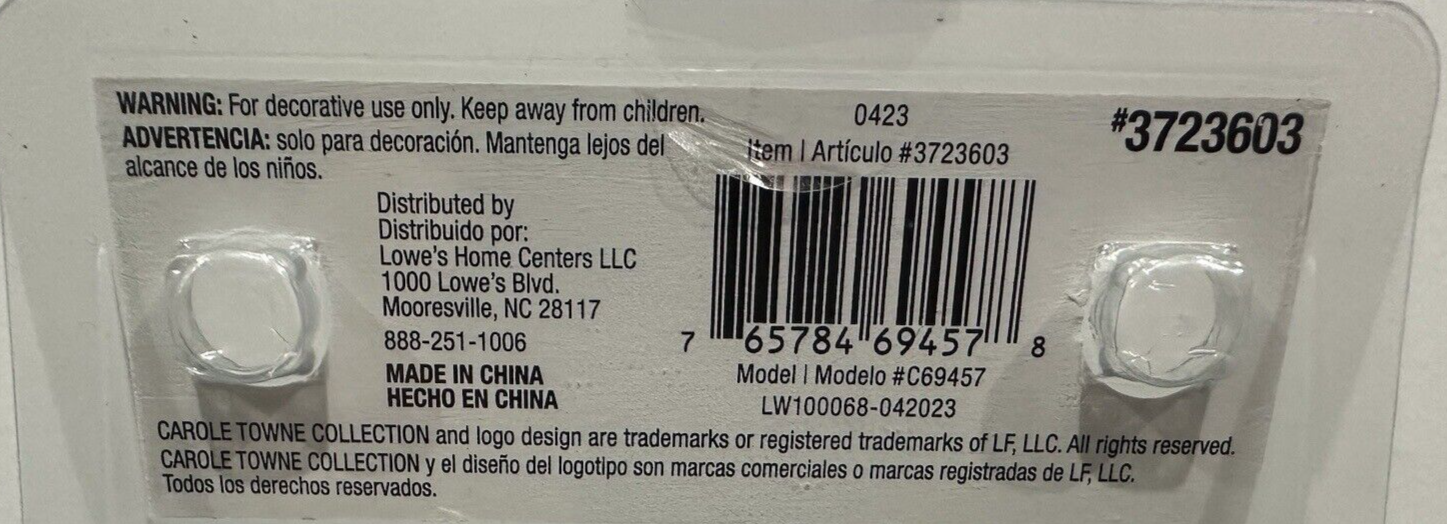 WARNING: For decorative use only. Keep away from children.
ADVERTENCIA: solo para decoración. Mantenga lejos del
alcance de los niños.
Distributed by
Distribuido por:
Lowe's Home Centers LLC
1000 Lowe's Blvd.
Mooresville, NC 28117
888-251-1006
MADE IN CHINA
HECHO EN CHINA
0423
Item | Artículo #3723603
7 65784 69457 8
Model | Modelo #C69457
LW100068-042023
#3723603
CAROLE TOWNE COLLECTION and logo design are trademarks or registered trademarks of LF, LLC. All rights reserved.
CAROLE TOWNE COLLECTION y el diseño del logotipo son marcas comerciales o marcas registradas de LF, LLC.
Todos los derechos reservados.